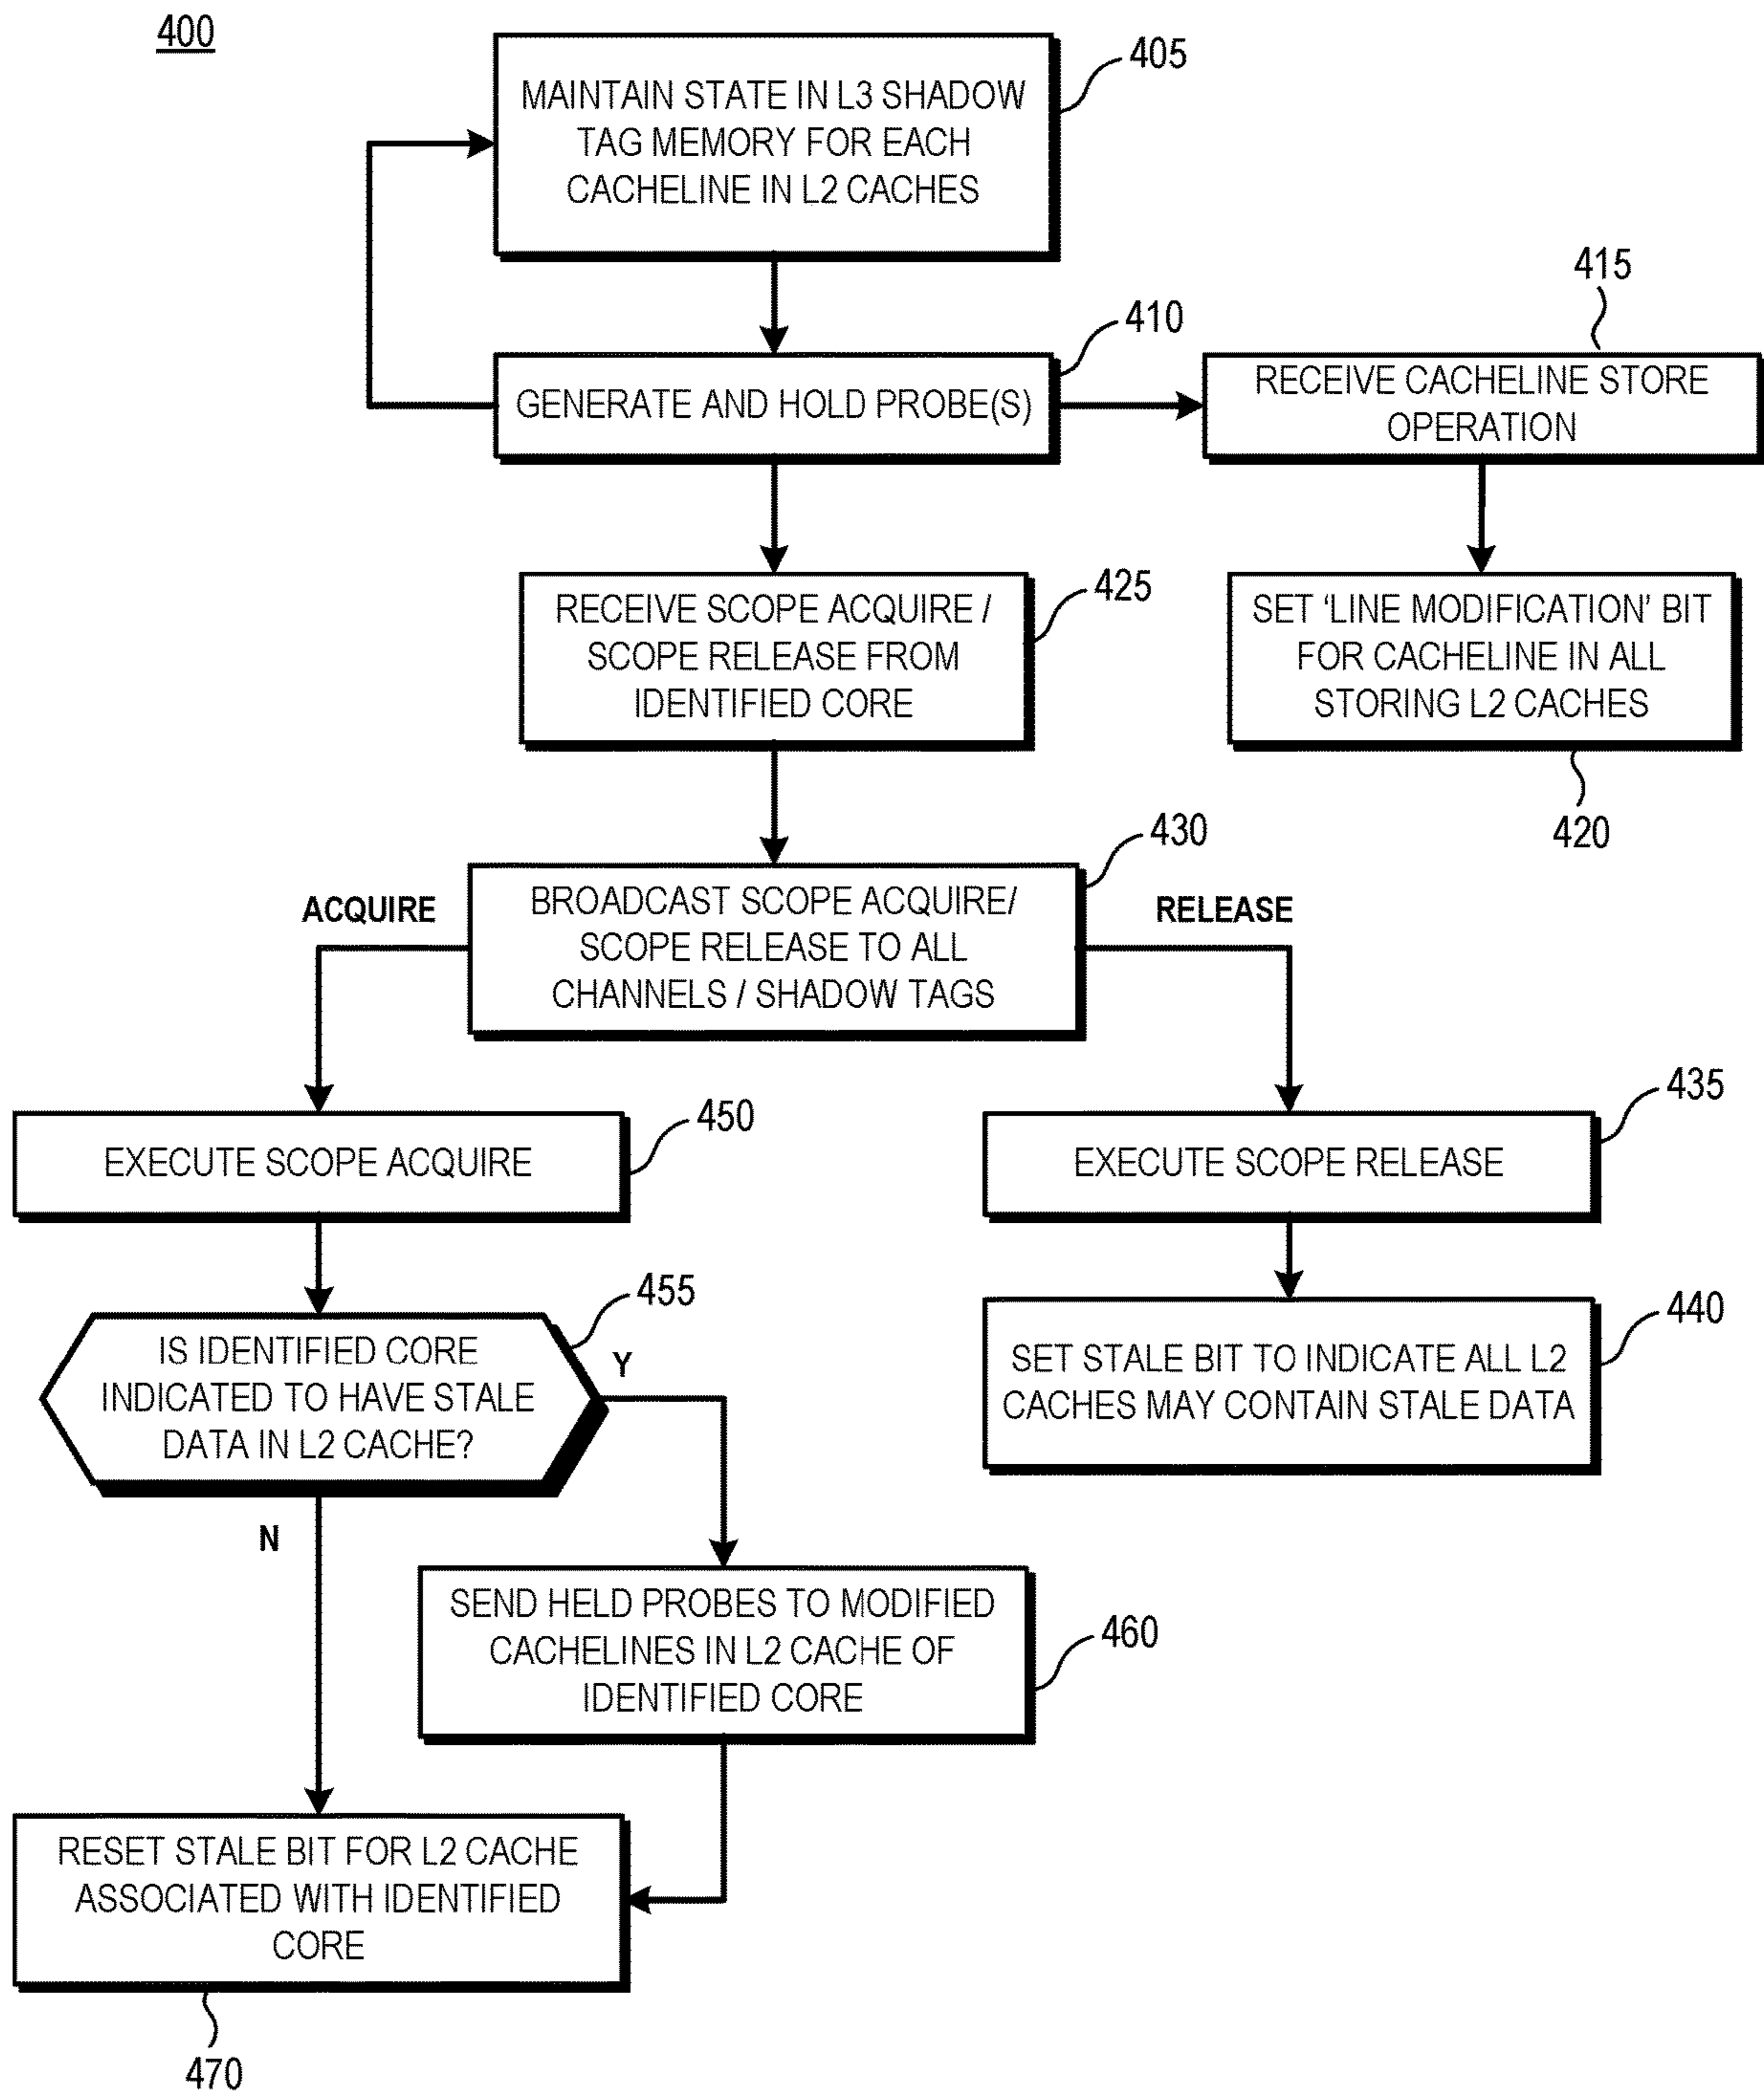 400
MAINTAIN STATE IN L3 SHADOW
TAG MEMORY FOR EACH
CACHELINE IN L2 CACHES
405
GENERATE AND HOLD PROBE(S)
410
415
RECEIVE CACHELINE STORE
OPERATION
RECEIVE SCOPE ACQUIRE /
SCOPE RELEASE FROM
IDENTIFIED CORE
425
SET ‘LINE MODIFICATION’ BIT
FOR CACHELINE IN ALL
STORING L2 CACHES
420
430
ACQUIRE
BROADCAST SCOPE ACQUIRE/
SCOPE RELEASE TO ALL
CHANNELS / SHADOW TAGS
RELEASE
EXECUTE SCOPE ACQUIRE
450
EXECUTE SCOPE RELEASE
435
IS IDENTIFIED CORE
INDICATED TO HAVE STALE
DATA IN L2 CACHE?
455
Y
N
SET STALE BIT TO INDICATE ALL L2
CACHES MAY CONTAIN STALE DATA
440
SEND HELD PROBES TO MODIFIED
CACHELINES IN L2 CACHE OF
IDENTIFIED CORE
460
RESET STALE BIT FOR L2 CACHE
ASSOCIATED WITH IDENTIFIED
CORE
470